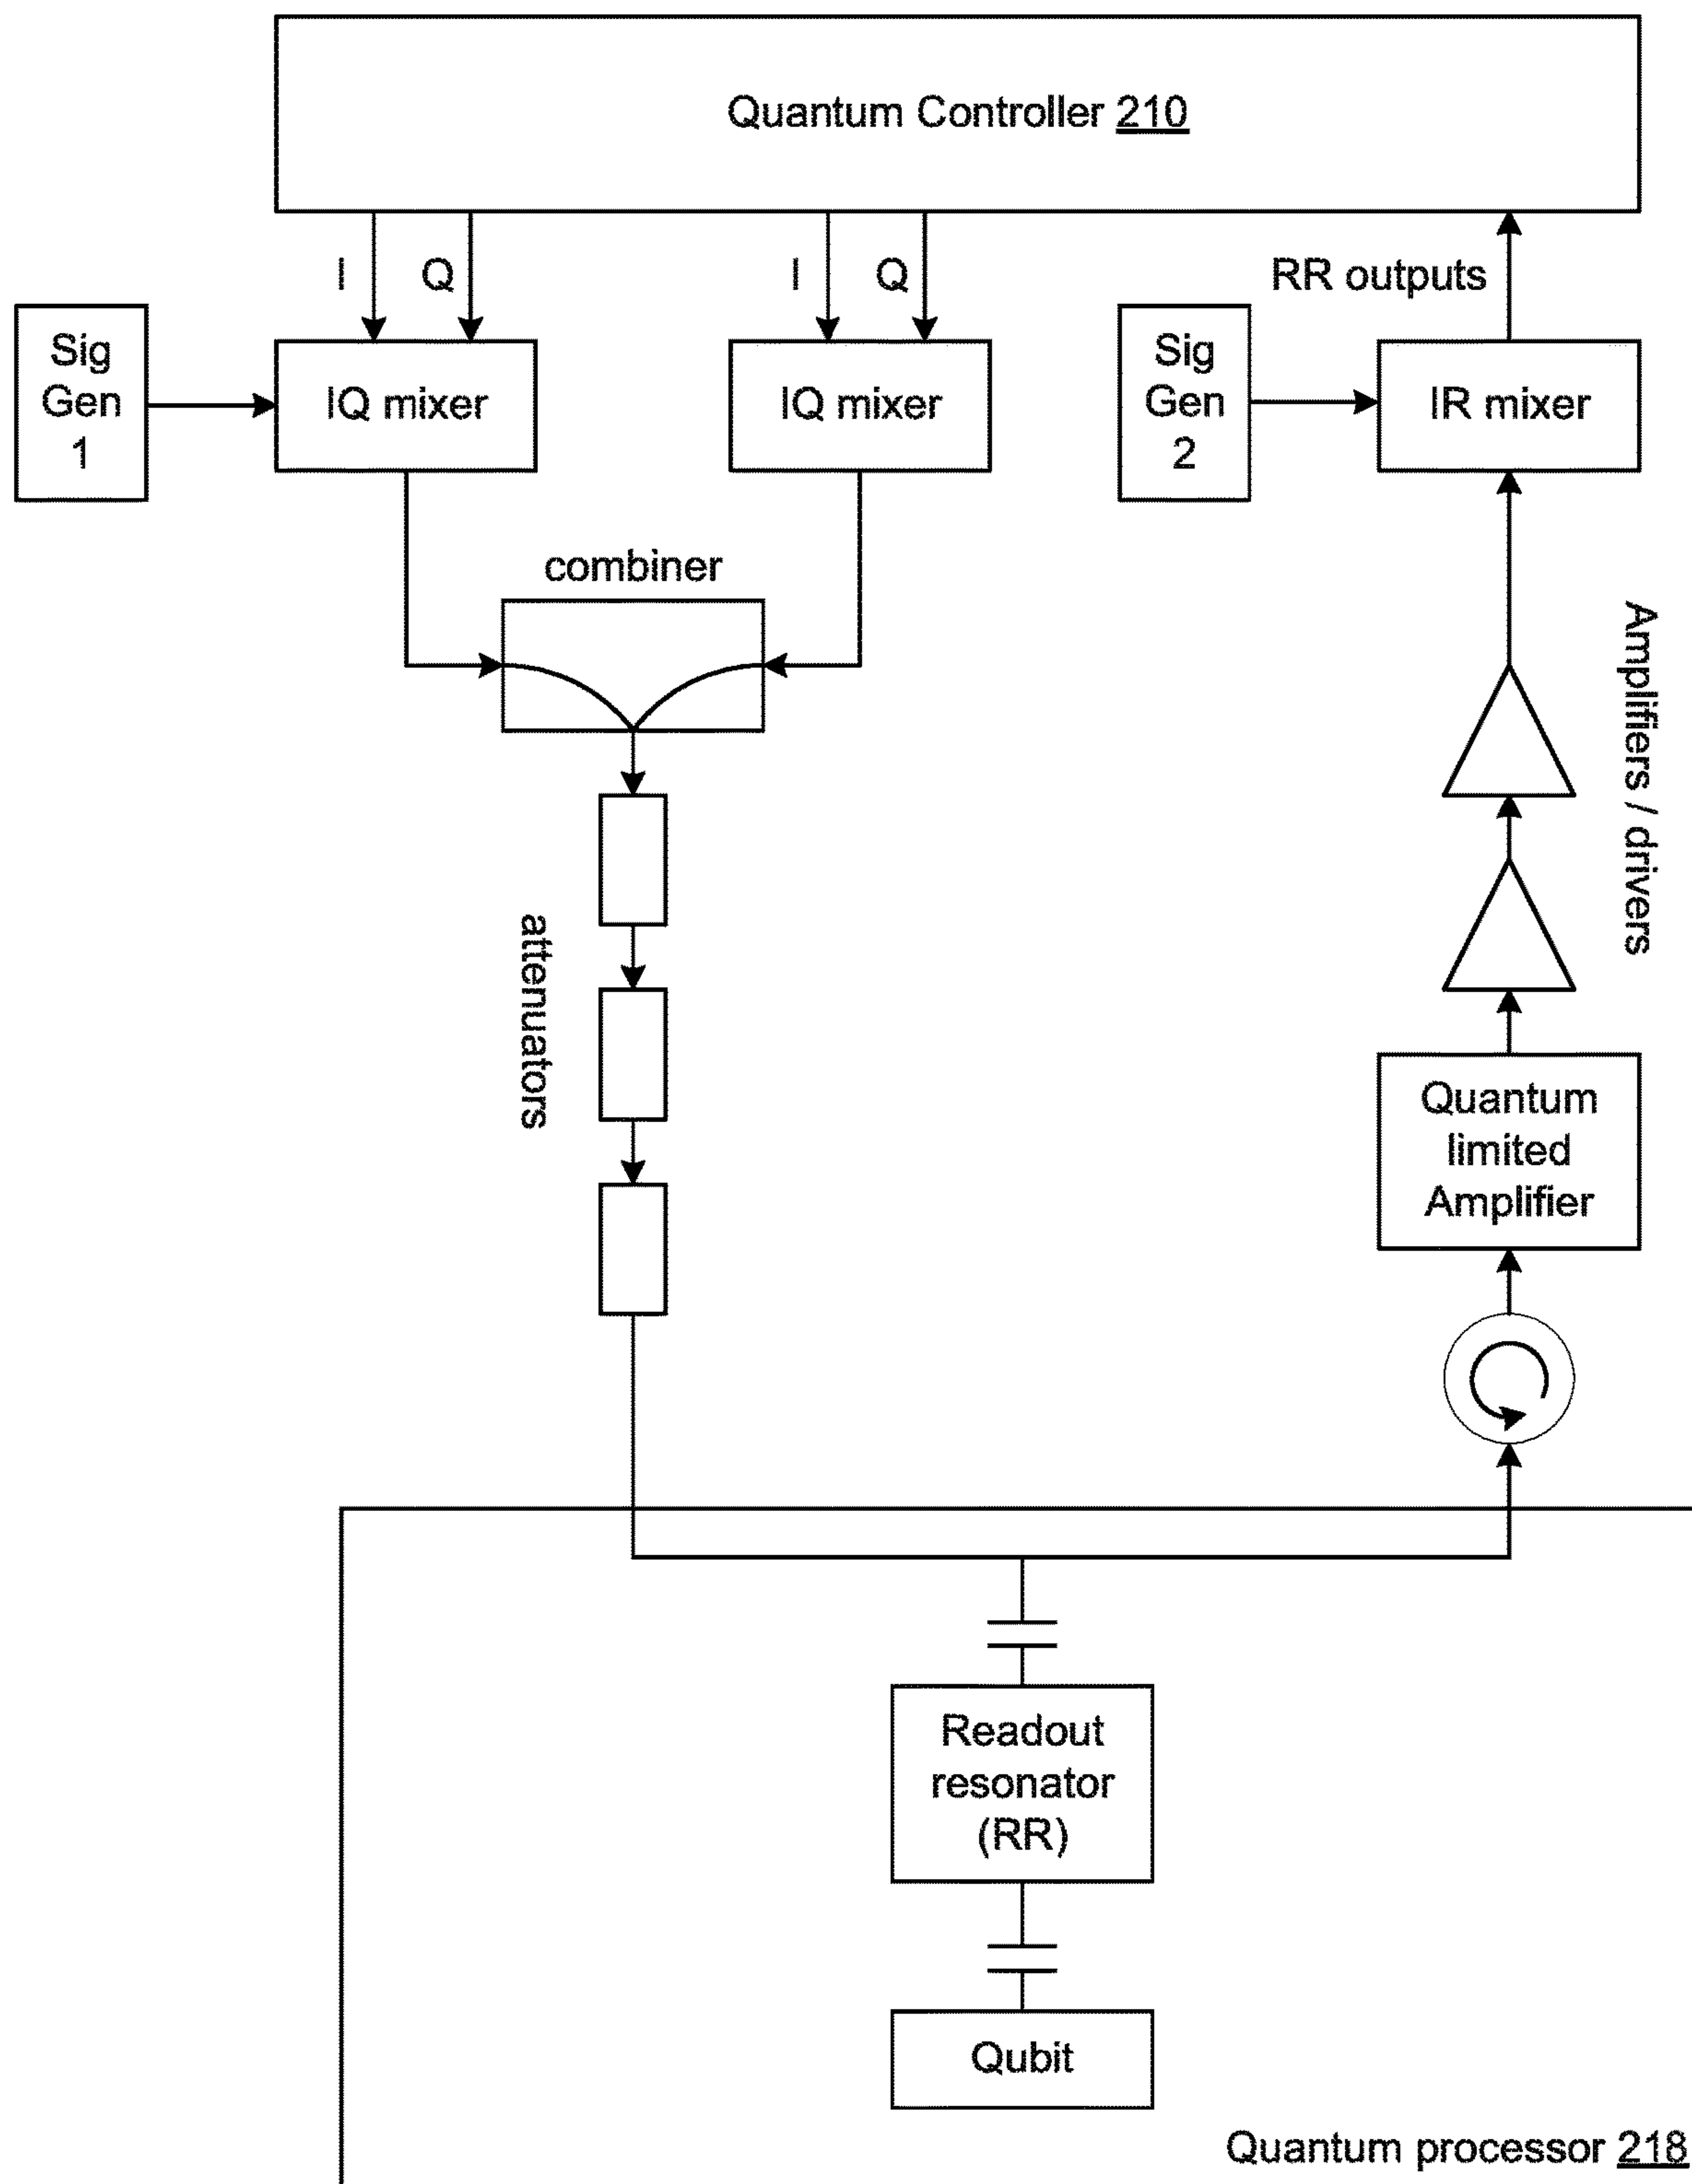 Quantum Controller 210
I
Q
I
Q
RR outputs
Sig
Gen
1
IQ mixer
IQ mixer
Sig
Gen
2
IR mixer
combiner
Amplifiers / drivers
attenuators
Quantum
limited
Amplifier
Readout
resonator
(RR)
Qubit
Quantum processor 218